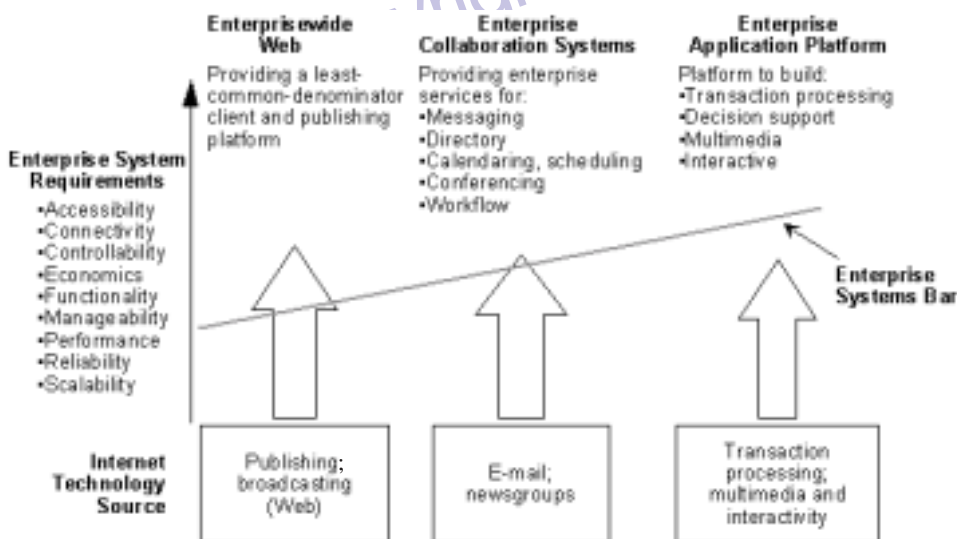 Enterprisewide
Web
Providing a least-
common-denominator
client and publishing
platform
Enterprise
Collaboration Systems
Providing enterprise
services for:
•Messaging
•Directory
•Calendaring, scheduling
•Conferencing
•Workflow
Enterprise
Application Platform
Platform to build:
•Transaction processing
•Decision support
•Multimedia
•Interactive
Enterprise System
Requirements
•Accessibility
•Connectivity
•Controllability
•Economics
•Functionality
•Manageability
•Performance
•Reliability
•Scalability
Enterprise
Systems Bar
Internet
Technology
Source
Publishing;
broadcasting
(Web)
E-mail;
newsgroups
Transaction
processing;
multimedia and
interactivity